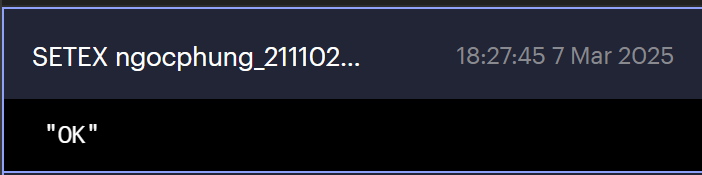 SETEX ngocphung_211102...
18:27:45 7 Mar 2025
"OK"